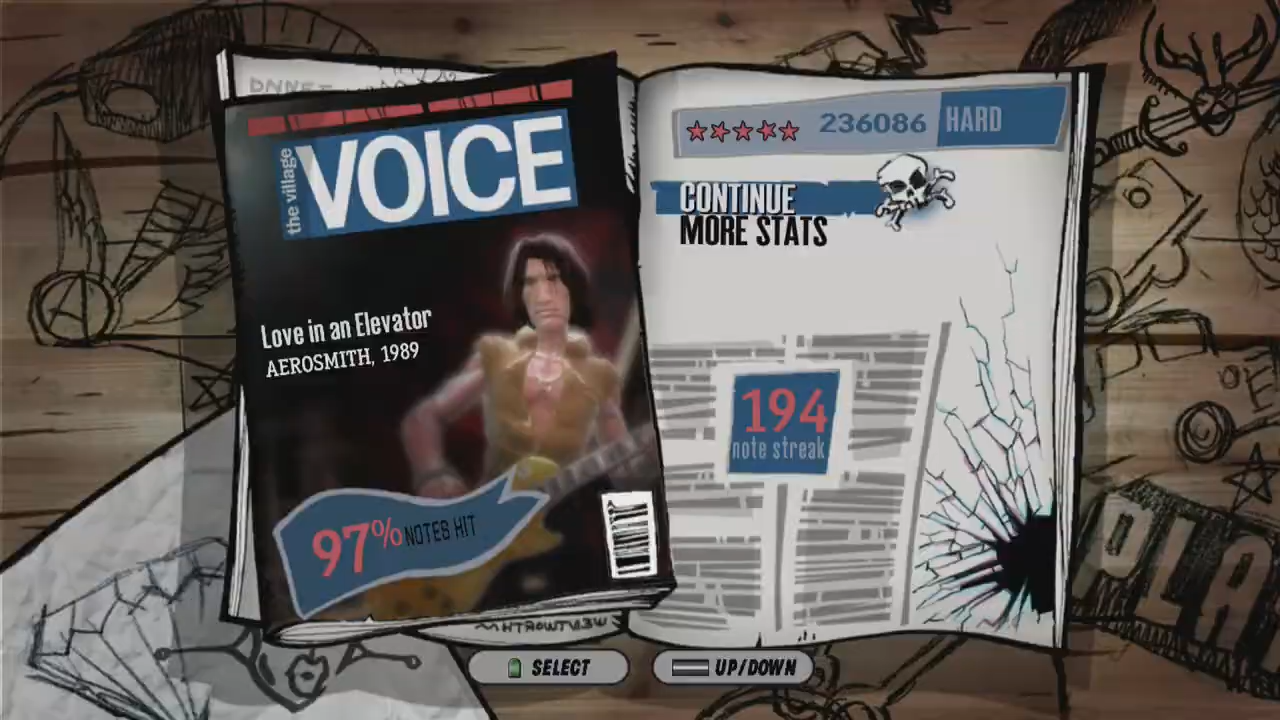 the village
VOICE
Love in an Elevator
AEROSMITH, 1989
97% NOTES HIT
236086 HARD
CONTINUE
MORE STATS
194
note streak
SELECT
UP/DOWN